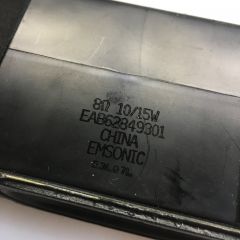 8Ω 10/15W
EAB62849301
CHINA
EMSONIC